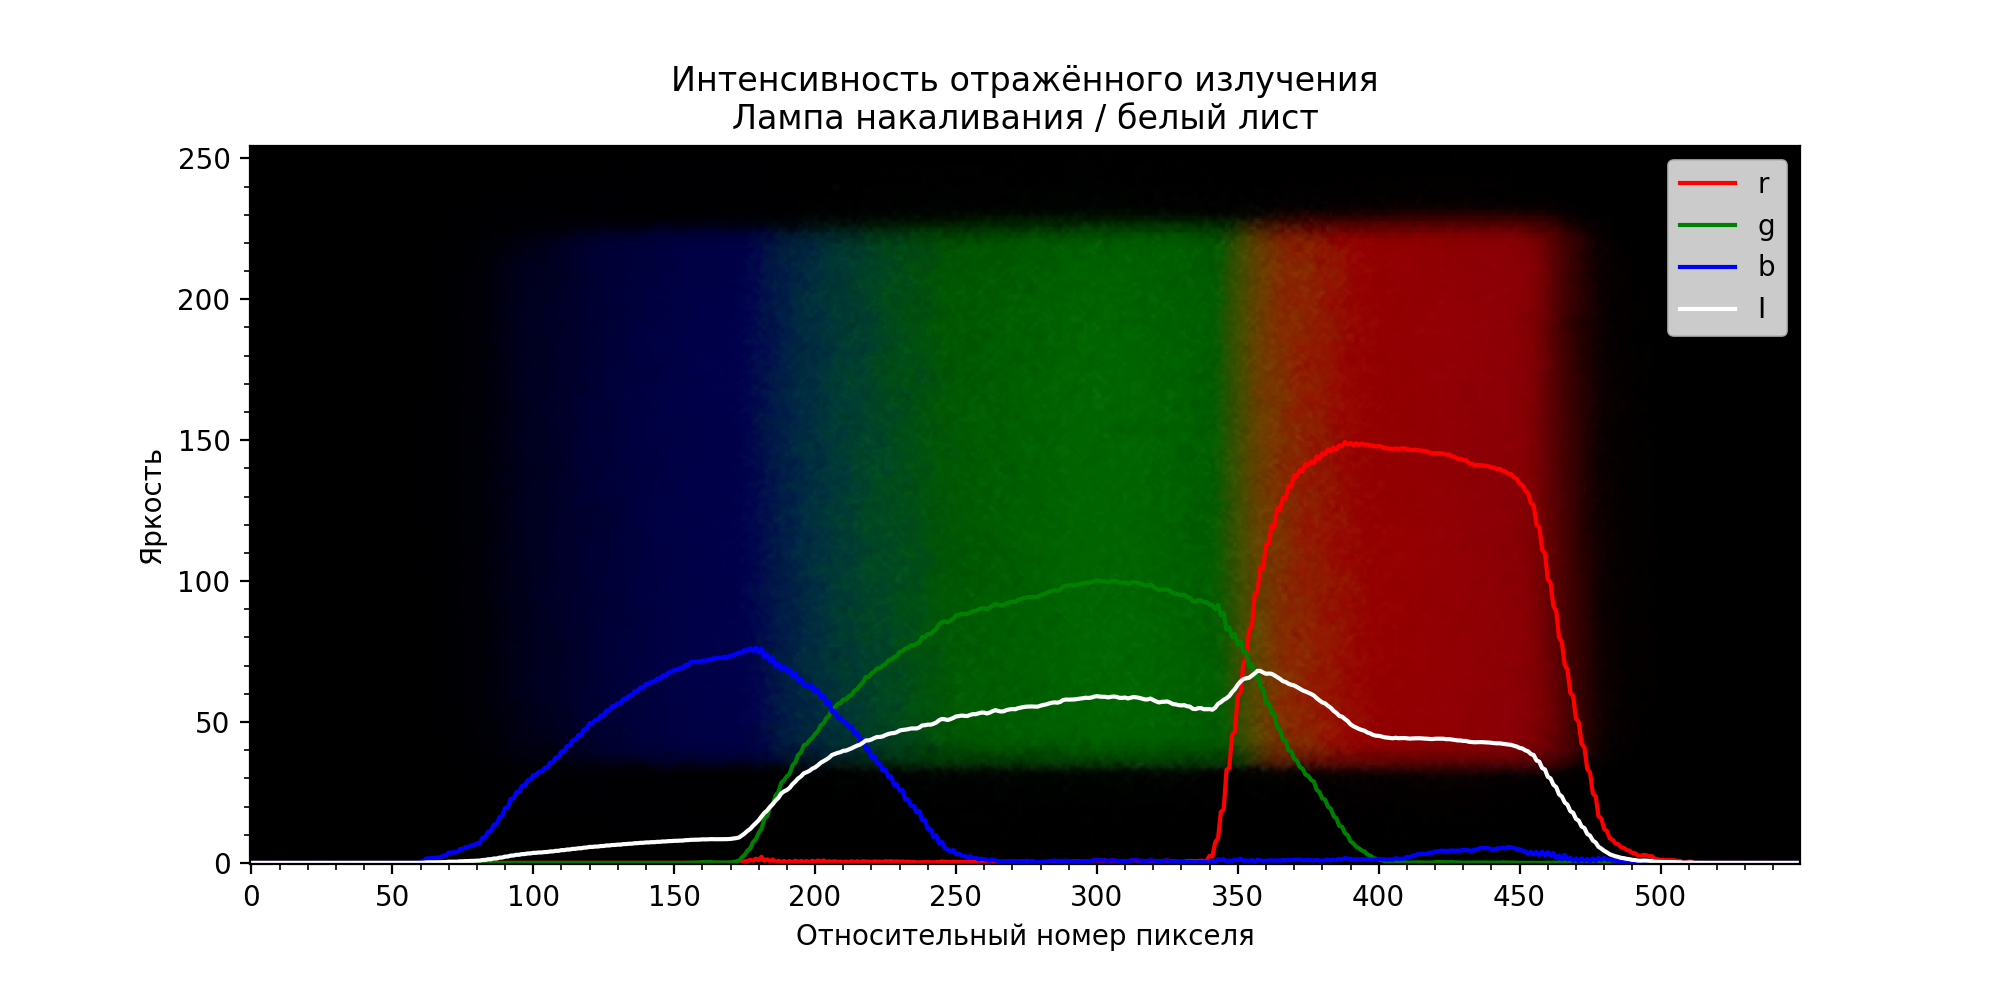 Интенсивность отражённого излучения
Лампа накаливания / белый лист
250
200
150
100
50
0
Яркость
r
g
b
l
0 50 100 150 200 250 300 350 400 450 500
Относительный номер пикселя